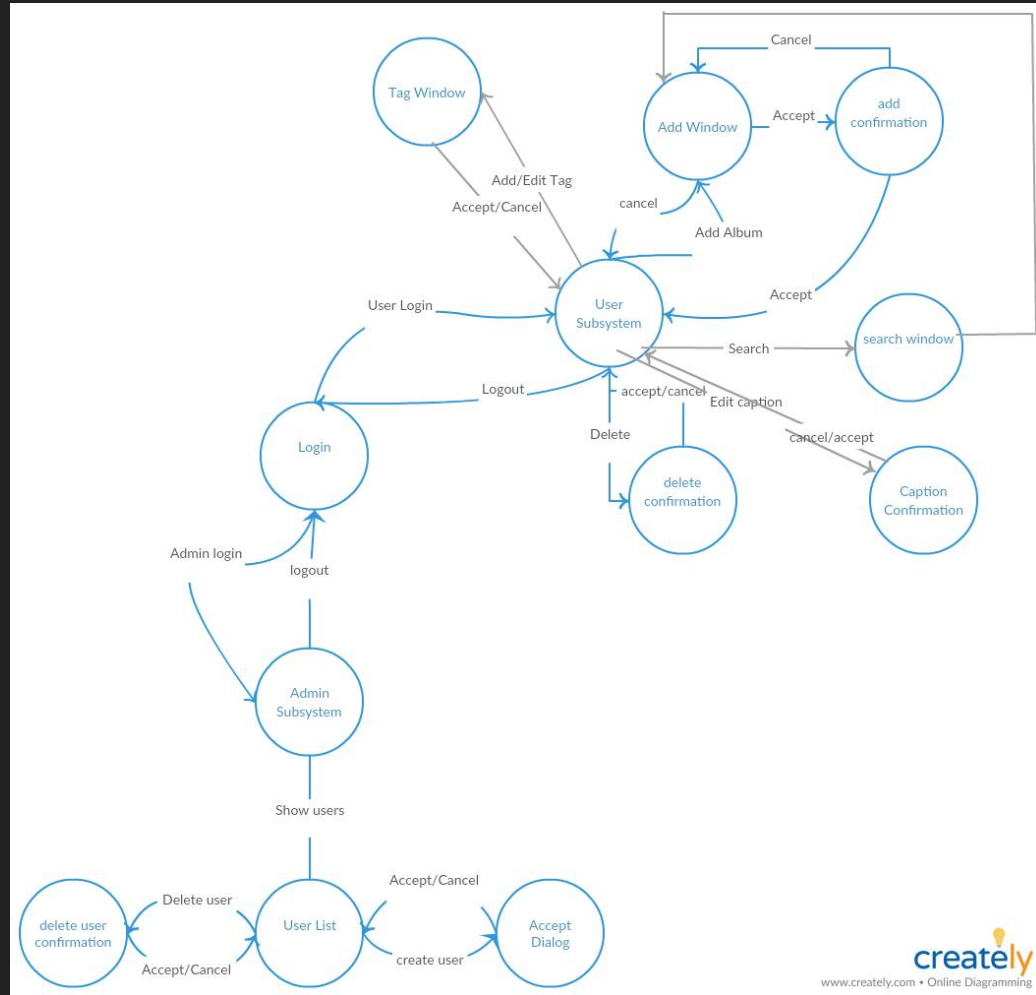 Cancel
Tag Window
add
confirmation
Add Window
Accept
Add/Edit Tag
Accept/Cancel
cancel
Add Album
User Login
User
Subsystem
Accept
search window
Search
Logout
accept/cancel
Edit caption
Delete
cancel/accept
Login
delete
confirmation
Caption
Confirmation
Admin login
logout
Admin
Subsystem
Show users
Accept/Cancel
Delete user
delete user
confirmation
User List
Accept
Dialog
create user
Accept/Cancel
creately
www.creately.com • Online Diagramming